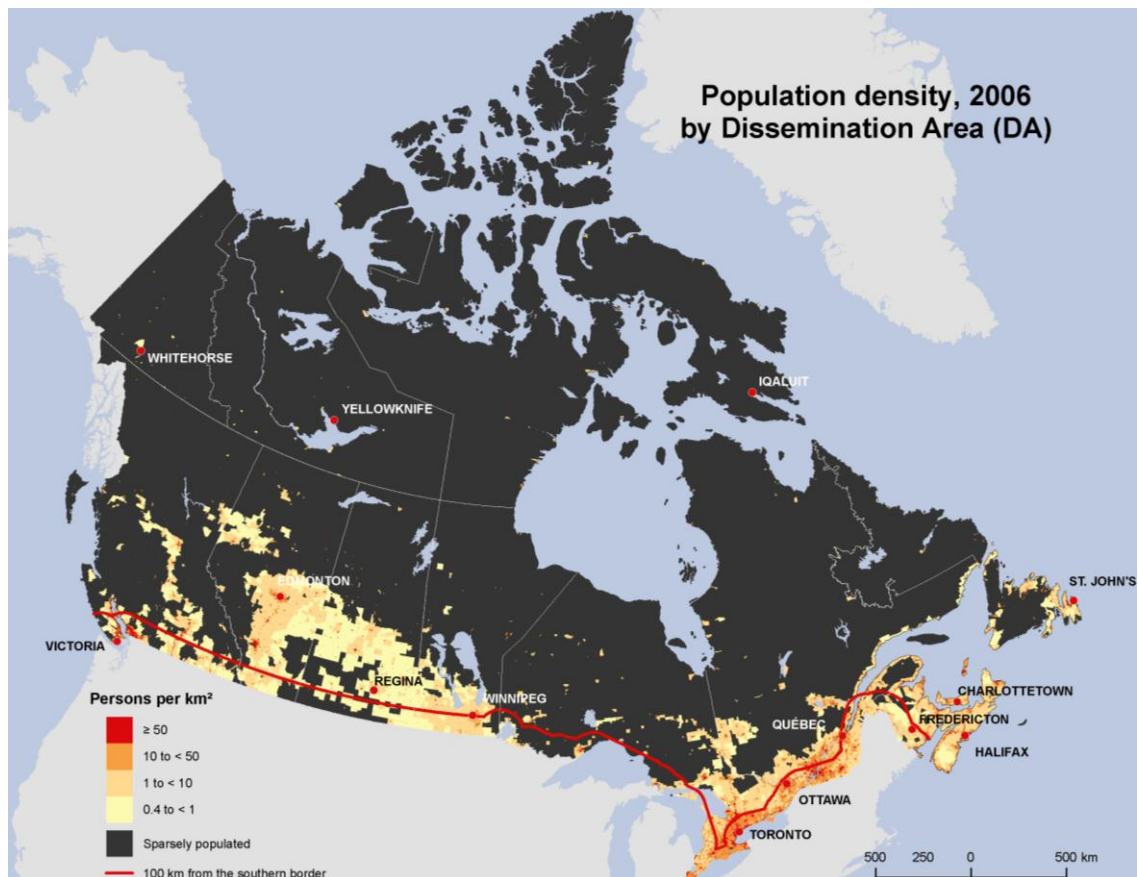 Population density, 2006
by Dissemination Area (DA)
WHITEHORSE
IQALUIT
YELLOWKNIFE
EDMONTON
ST. JOHN'S
VICTORIA
REGINA
WINNIPEG
CHARLOTTETOWN
FREDERICTON
QUÉBEC
HALIFAX
OTTAWA
TORONTO
Persons per km²
≥ 50
10 to < 50
1 to < 10
0.4 to < 1
Sparsely populated
100 km from the southern border
500 250 0 500 km